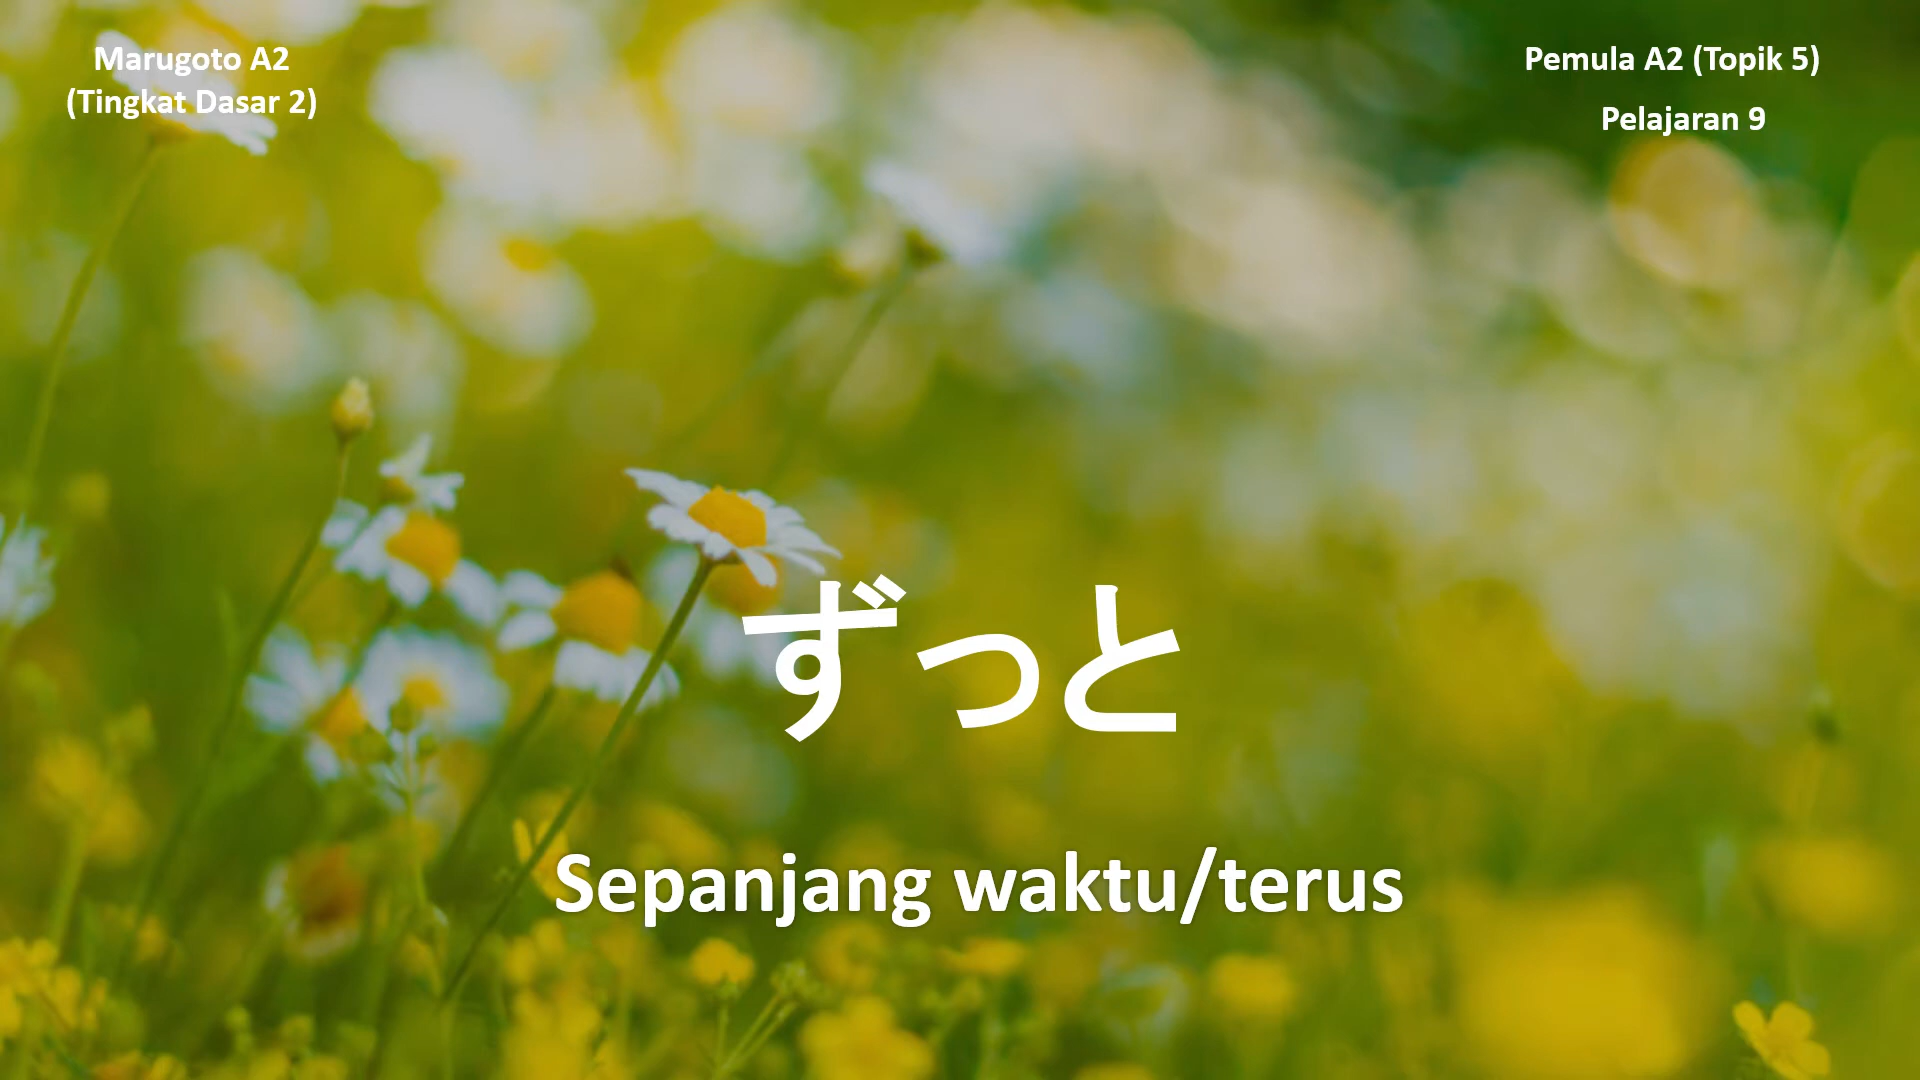 Marugoto A2
(Tingkat Dasar 2)
Pemula A2 (Topik 5)
Pelajaran 9
ずっと
Sepanjang waktu/terus